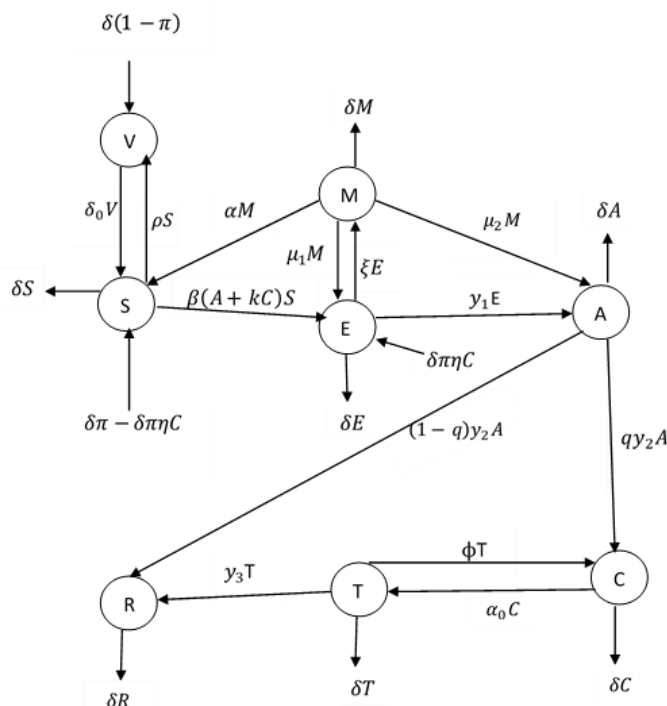 δ(1 − π)
V
δM
δ₀V
ρS
αM
M
μ₂M
δA
μ₁M
ξE
δS
S
β(A + kC)S
E
y₁E
A
δπηC
δπ − δπηC
δE
(1 − q)y₂A
qy₂A
R
y₃T
T
ϕT
α₀C
C
δR
δT
δC